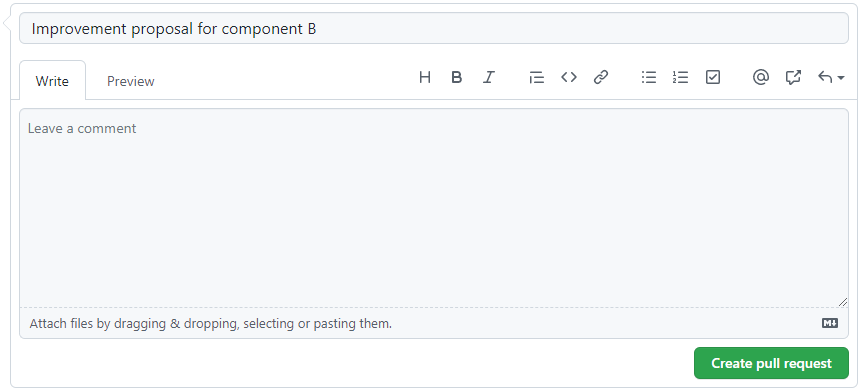 Improvement proposal for component B
Write Preview H B I
Leave a comment
Attach files by dragging & dropping, selecting or pasting them.
Create pull request